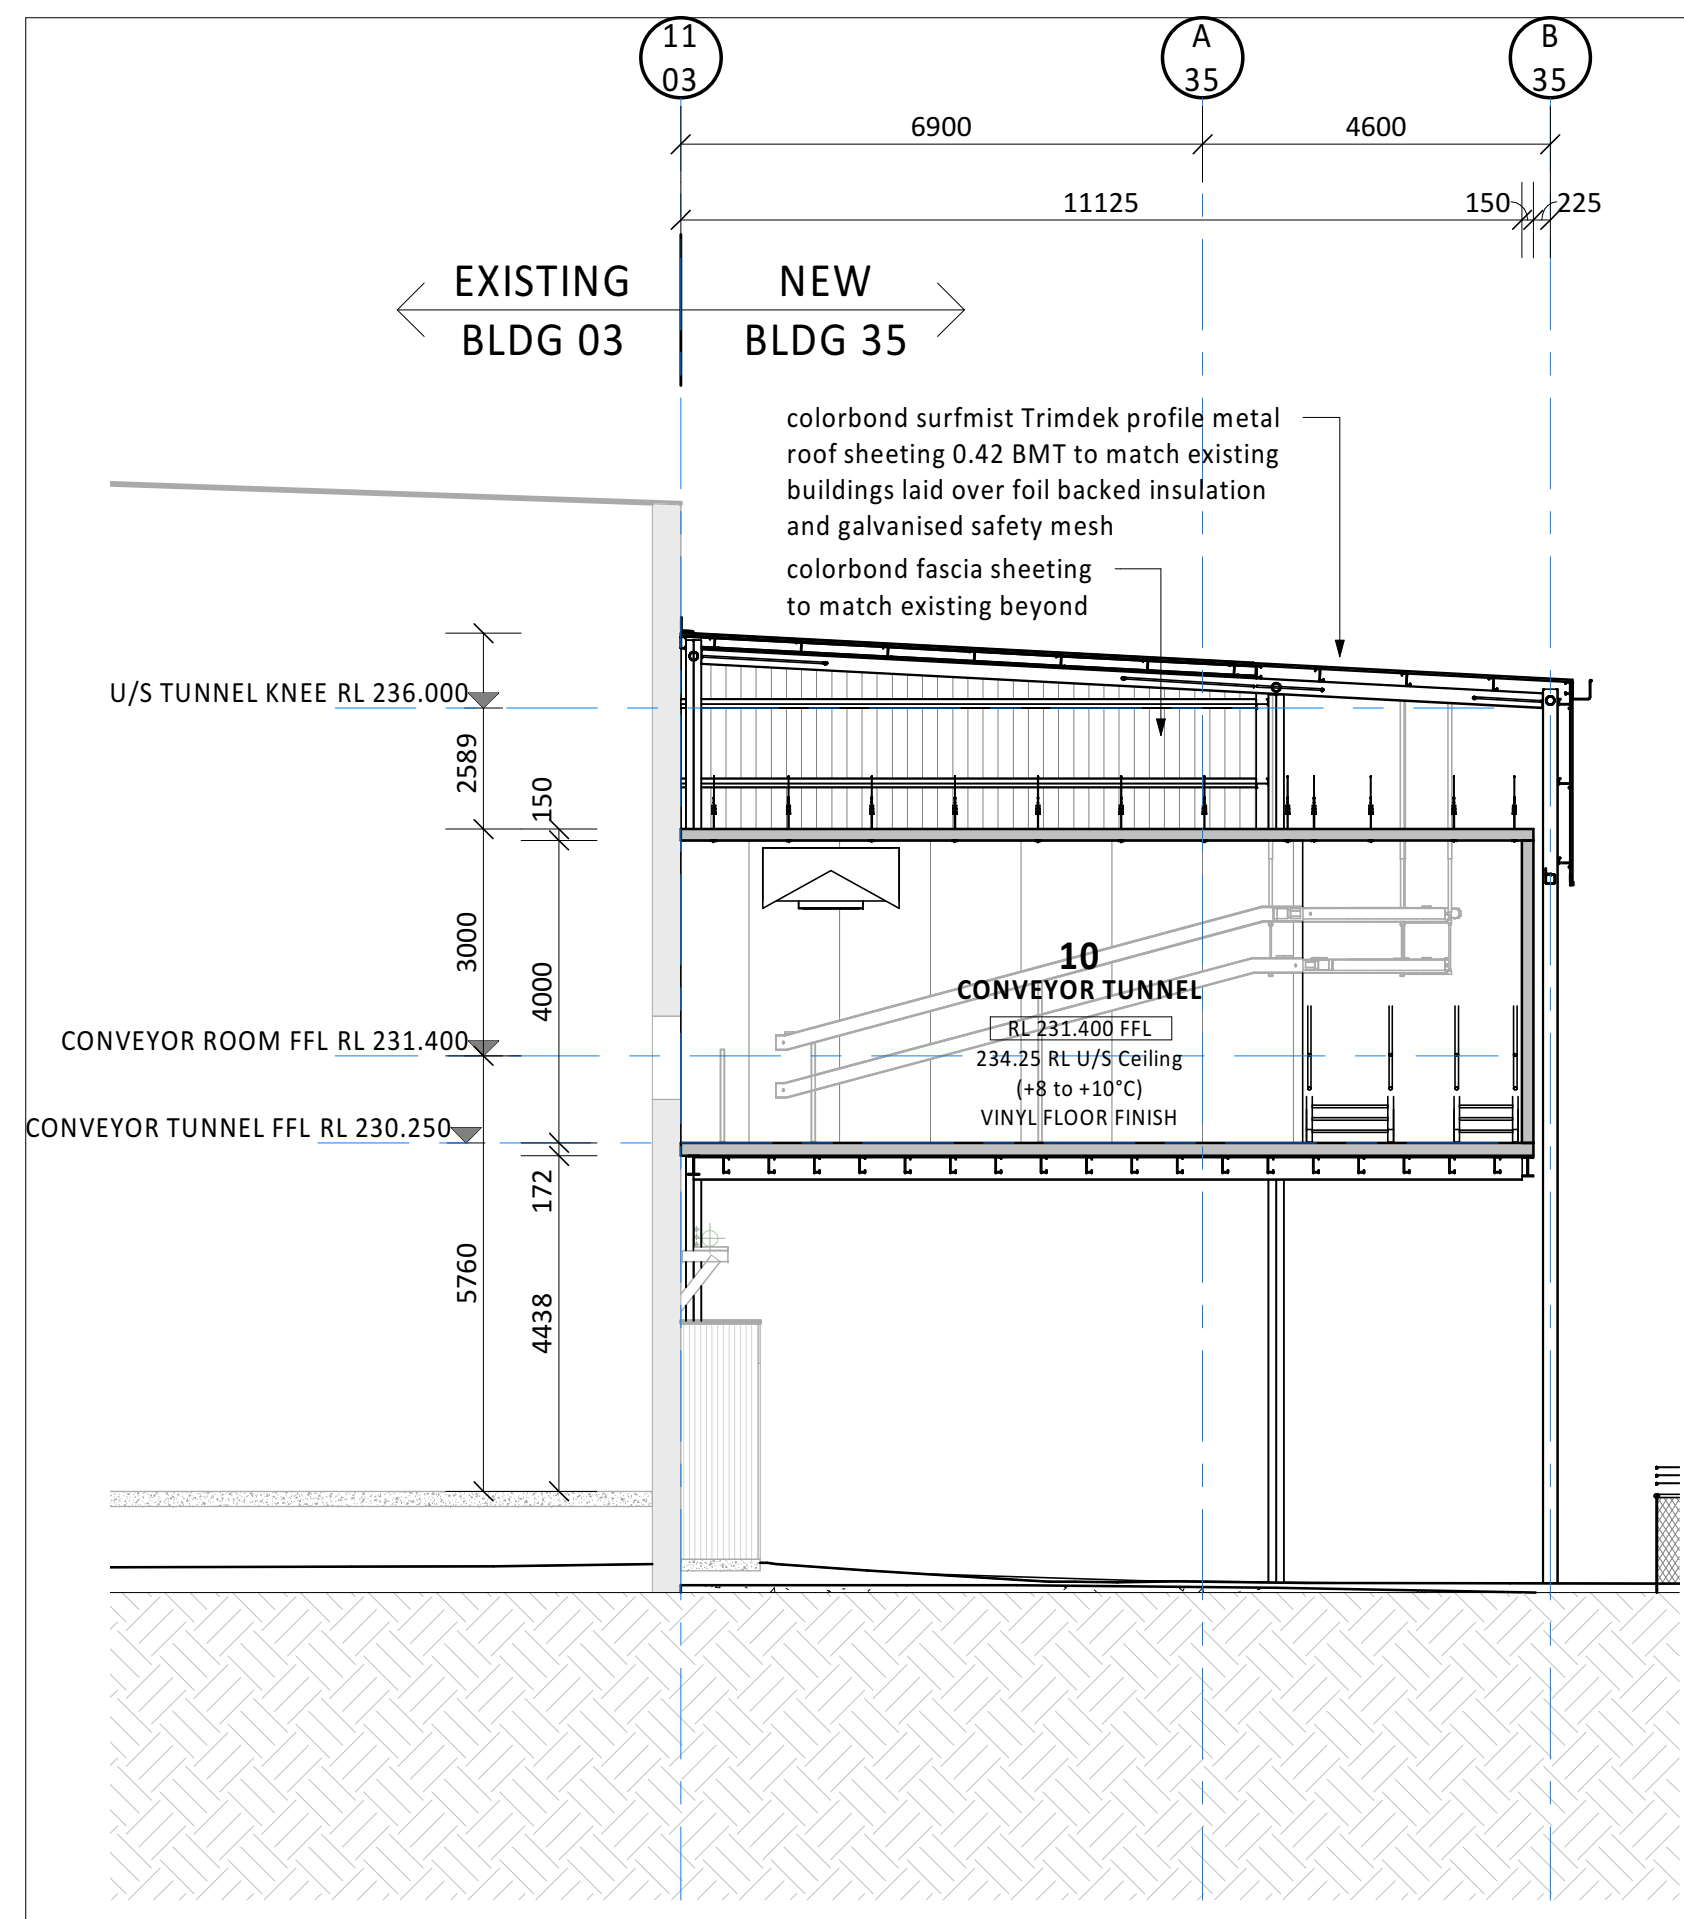 11
03
A
35
B
35
6900
4600
11125
150
225
EXISTING
NEW
BLDG 03
BLDG 35
colorbond surfmist Trimdek profile metal
roof sheeting 0.42 BMT to match existing
buildings laid over foil backed insulation
and galvanised safety mesh
colorbond fascia sheeting
to match existing beyond
U/S TUNNEL KNEE RL 236.000
2589
150
3000
4000
10
CONVEYOR TUNNEL
RL 231.400 FFL
234.25 RL U/S Ceiling
(+8 to +10°C)
VINYL FLOOR FINISH
CONVEYOR ROOM FFL RL 231.400
CONVEYOR TUNNEL FFL RL 230.250
172
5760
4438